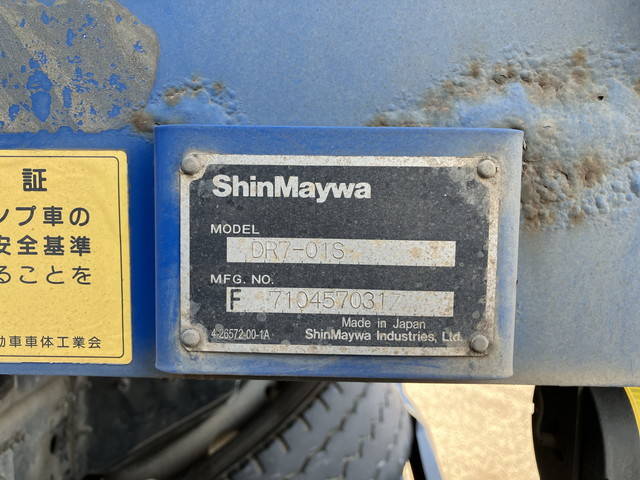 証
ンプ車の
安全基準
ることを
動車車体工業会
ShinMaywa
MODEL
DR7-01S
MFG. NO.
F 7104570317
Made in Japan
4-26572-00-1A
ShinMaywa Industries, Ltd.